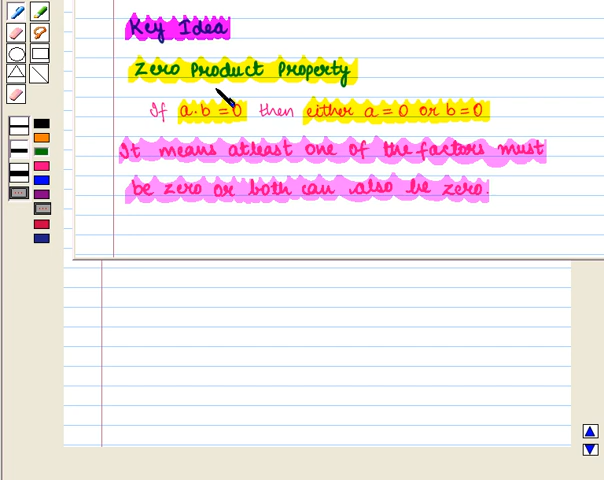 Key Idea
Zero Product Property
If a.b = 0 then either a = 0 or b = 0
It means atleast one of the factors must
be zero or both can also be zero.